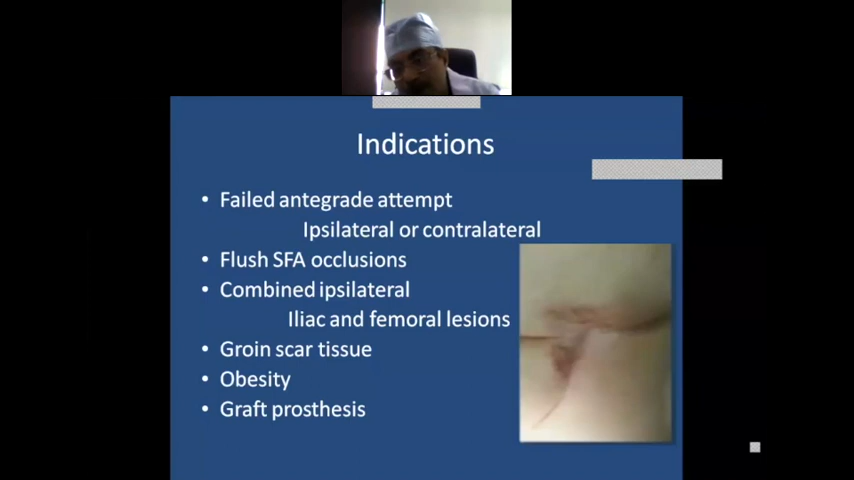 Indications
• Failed antegrade attempt
Ipsilateral or contralateral
• Flush SFA occlusions
• Combined ipsilateral
Iliac and femoral lesions
• Groin scar tissue
• Obesity
• Graft prosthesis